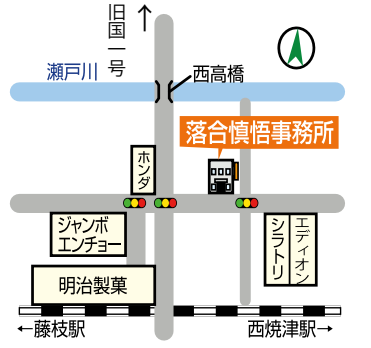 旧国一号
瀬戸川
西高橋
落合慎悟事務所
ホンダ
ジャンボ
エンチョー
シラトリ
エディオン
明治製菓
←藤枝駅
西焼津駅→